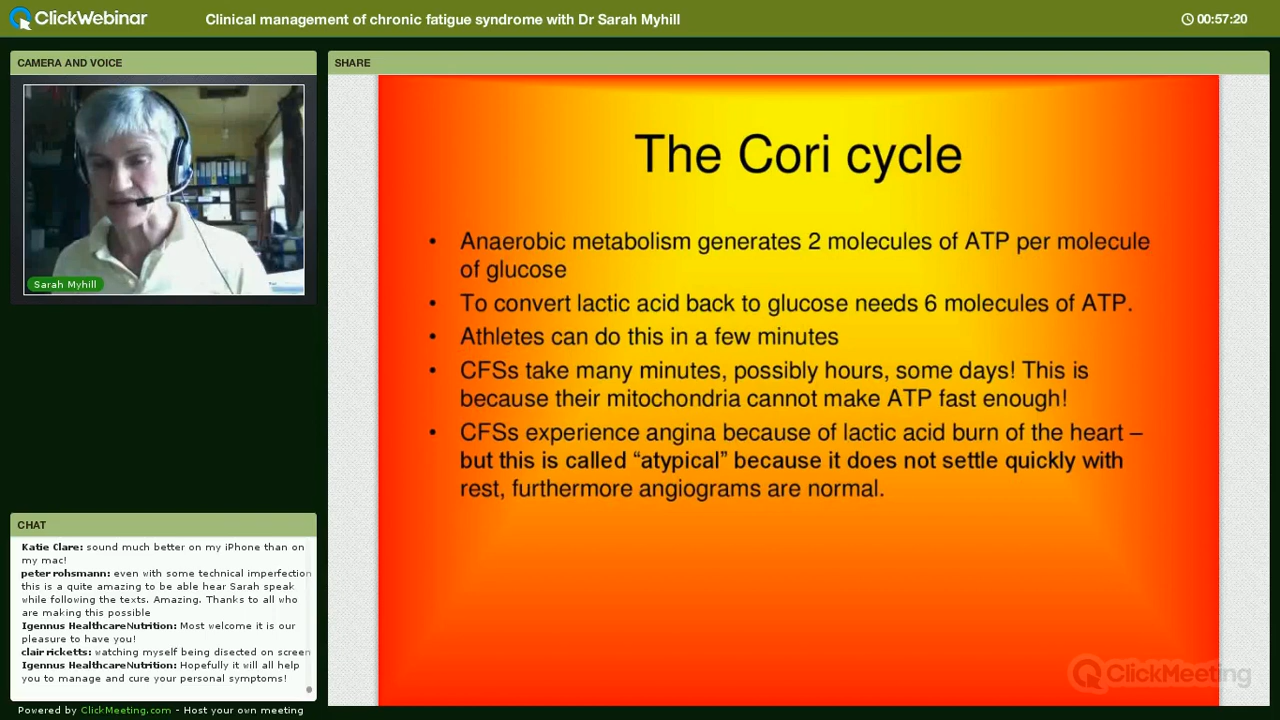 ClickWebinar
Clinical management of chronic fatigue syndrome with Dr Sarah Myhill
00:57:20
CAMERA AND VOICE
Sarah Myhill
SHARE
The Cori cycle
• Anaerobic metabolism generates 2 molecules of ATP per molecule
of glucose
• To convert lactic acid back to glucose needs 6 molecules of ATP.
• Athletes can do this in a few minutes
• CFSs take many minutes, possibly hours, some days! This is
because their mitochondria cannot make ATP fast enough!
• CFSs experience angina because of lactic acid burn of the heart –
but this is called “atypical” because it does not settle quickly with
rest, furthermore angiograms are normal.
ClickMeeting
CHAT
Katie Clare: sound much better on my iPhone than on
my mac!
peter rohsmann: even with some technical imperfection
this is a quite amazing to be able hear Sarah speak
while following the texts. Amazing. Thanks to all who
are making this possible
Igennus HealthcareNutrition: Most welcome it is our
pleasure to have you!
clair ricketts: watching myself being disected on screen
Igennus HealthcareNutrition: Hopefully it will all help
you to manage and cure your personal symptoms!
Powered by ClickMeeting.com - Host your own meeting